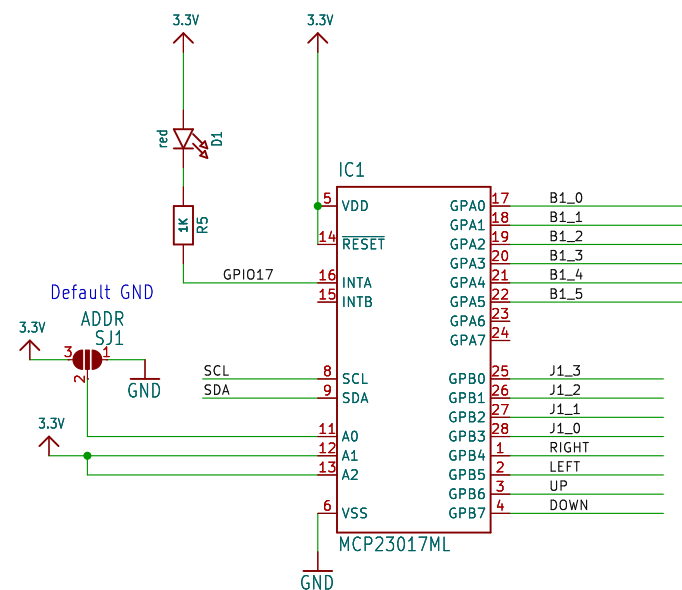 3.3V
3.3V
red
D1
1K
R5
IC1
5 VDD
14 RESET
GPIO17 16 INTA
15 INTB
GPA0 17 B1_0
GPA1 18 B1_1
GPA2 19 B1_2
GPA3 20 B1_3
GPA4 21 B1_4
GPA5 22 B1_5
GPA6 23
GPA7 24
Default GND
ADDR
SJ1
3.3V
3
1
2
GND
SCL 8 SCL
SDA 9 SDA
3.3V
11 A0
12 A1
13 A2
6 VSS
GPB0 25 J1_3
GPB1 26 J1_2
GPB2 27 J1_1
GPB3 28 J1_0
GPB4 1 RIGHT
GPB5 2 LEFT
GPB6 3 UP
GPB7 4 DOWN
MCP23017ML
GND